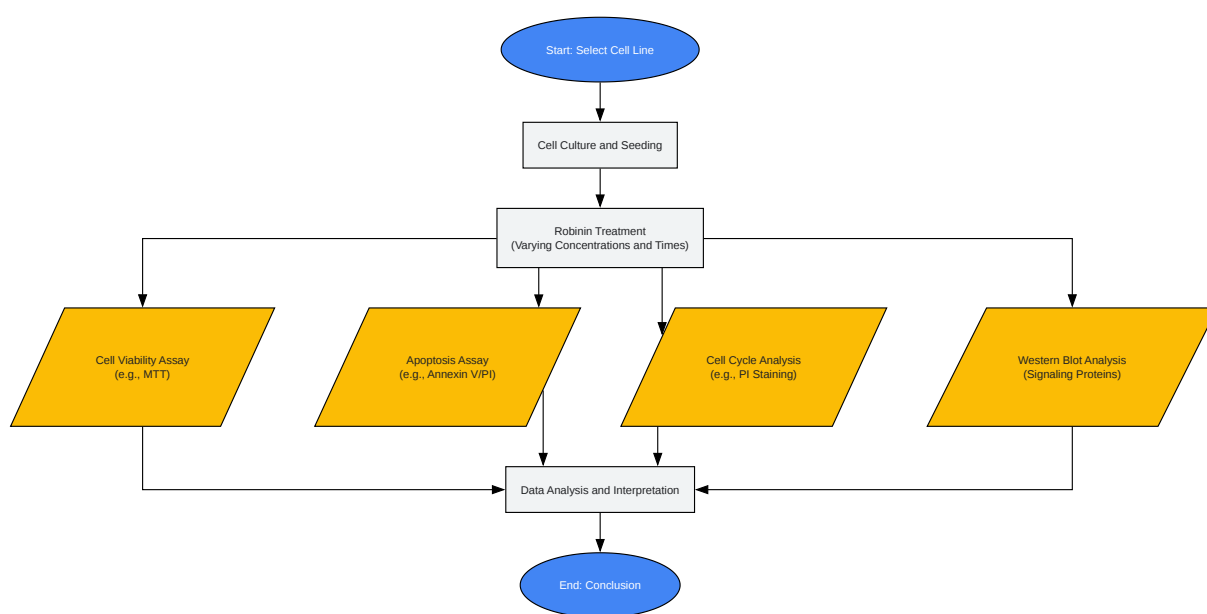 Start: Select Cell Line
Cell Culture and Seeding
Robinin Treatment
(Varying Concentrations and Times)
Cell Viability Assay
(e.g., MTT)
Apoptosis Assay
(e.g., Annexin V/PI)
Cell Cycle Analysis
(e.g., PI Staining)
Western Blot Analysis
(Signaling Proteins)
Data Analysis and Interpretation
End: Conclusion